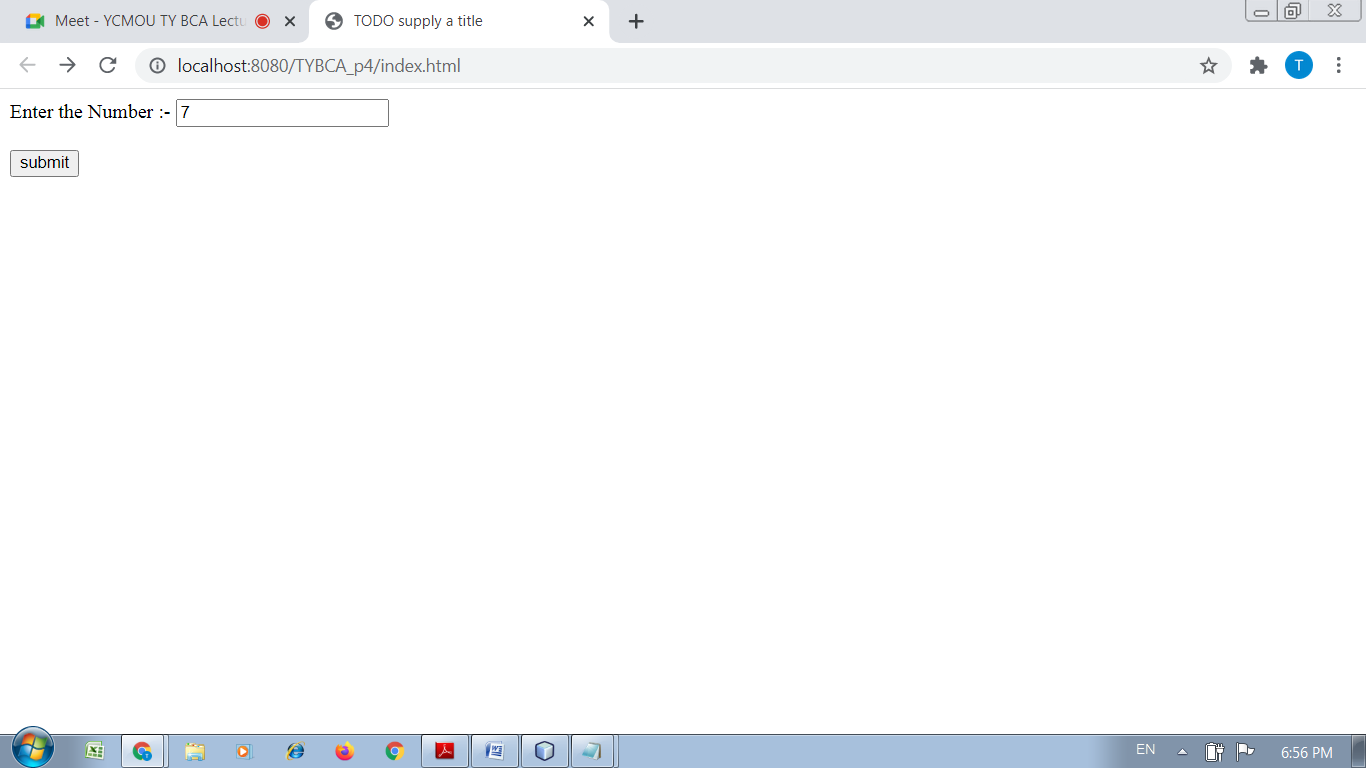 Meet - YCMOU TY BCA Lectu
TODO supply a title
localhost:8080/TYBCA_p4/index.html
T
Enter the Number :- 7
submit
EN
6:56 PM